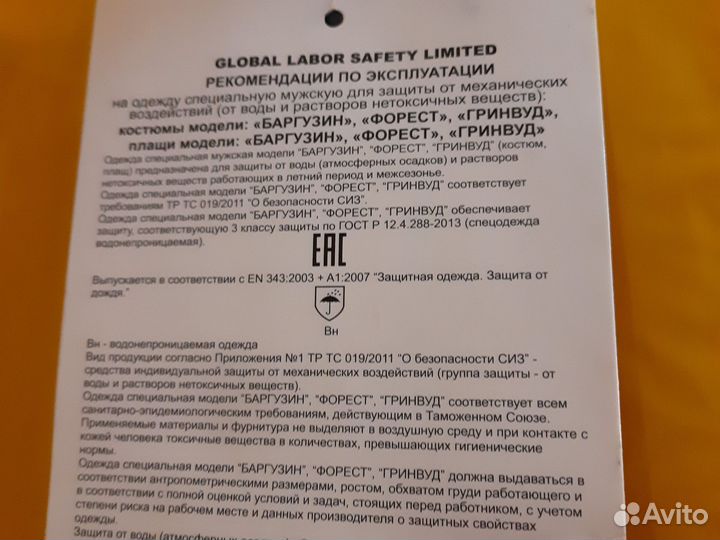 GLOBAL LABOR SAFETY LIMITED
РЕКОМЕНДАЦИИ ПО ЭКСПЛУАТАЦИИ
на одежду специальную мужскую для защиты от механических
воздействий (от воды и растворов нетоксичных веществ):
костюмы модели: «БАРГУЗИН», «ФОРЕСТ», «ГРИНВУД»,
плащи модели: «БАРГУЗИН», «ФОРЕСТ», «ГРИНВУД»
Одежда специальная мужская модели "БАРГУЗИН", "ФОРЕСТ", "ГРИНВУД" (костюм,
плащ) предназначена для защиты от воды (атмосферных осадков) и растворов
нетоксичных веществ работающих в летний период и межсезонье.
Одежда специальная модели "БАРГУЗИН", "ФОРЕСТ", "ГРИНВУД" соответствует
требованиям ТР ТС 019/2011 "О безопасности СИЗ".
Одежда специальная модели "БАРГУЗИН", "ФОРЕСТ", "ГРИНВУД" обеспечивает
защиту, соответствующую 3 классу защиты по ГОСТ Р 12.4.288-2013 (спецодежда
водонепроницаемая).
ЕАС
Выпускается в соответствии с EN 343:2003 + A1:2007 "Защитная одежда. Защита от
дождя."
Вн
Вн - водонепроницаемая одежда
Вид продукции согласно Приложения №1 ТР ТС 019/2011 "О безопасности СИЗ" -
средства индивидуальной защиты от механических воздействий (группа защиты - от
воды и растворов нетоксичных веществ).
Одежда специальная модели "БАРГУЗИН", "ФОРЕСТ", "ГРИНВУД" соответствует всем
санитарно-эпидемиологическим требованиям, действующим в Таможенном Союзе.
Применяемые материалы и фурнитура не выделяют в воздушную среду и при контакте с
кожей человека токсичные вещества в количествах, превышающих гигиенические
нормы.
Одежда специальная модели "БАРГУЗИН", "ФОРЕСТ", "ГРИНВУД" должна выдаваться в
соответствии антропометрическими размерами, ростом, обхватом груди работающего и
в соответствии с полной оценкой условий и задач, стоящих перед работником, с учетом
степени риска на рабочем месте и данных производителя о защитных свойствах
одежды.
Защита от воды (атмосферных
Avito